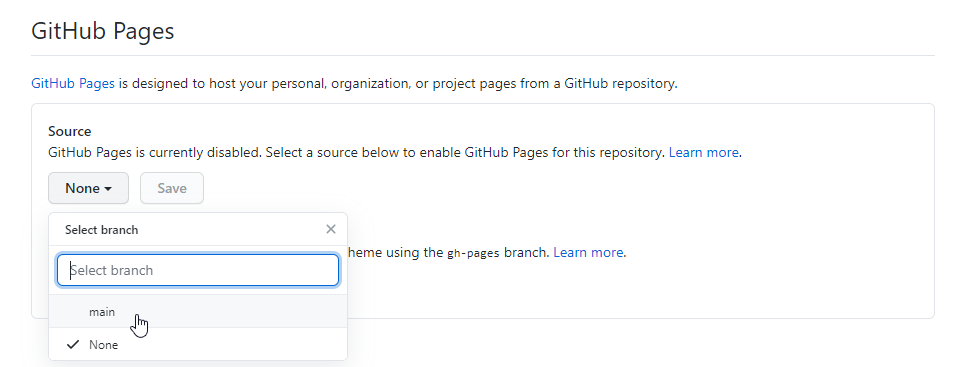 GitHub Pages
GitHub Pages is designed to host your personal, organization, or project pages from a GitHub repository.
Source
GitHub Pages is currently disabled. Select a source below to enable GitHub Pages for this repository. Learn more.
None Save
Select branch
heme using the gh-pages branch. Learn more.
Select branch
main
None